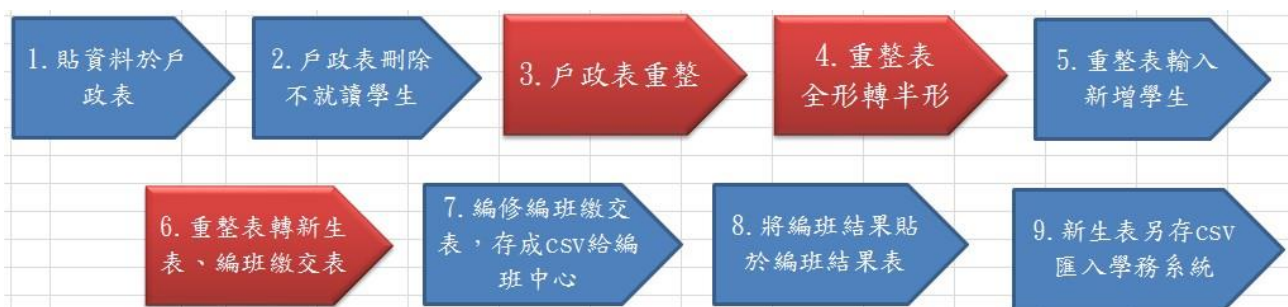 1.貼資料於戶
政表
2.戶政表刪除
不就讀學生
3.戶政表重整
4.重整表
全形轉半形
5.重整表輸入
新增學生
6.重整表轉新生
表、編班繳交表
7.編修編班繳交
表，存成csv給編
班中心
8.將編班結果貼
於編班結果表
9.新生表另存csv
匯入學務系統